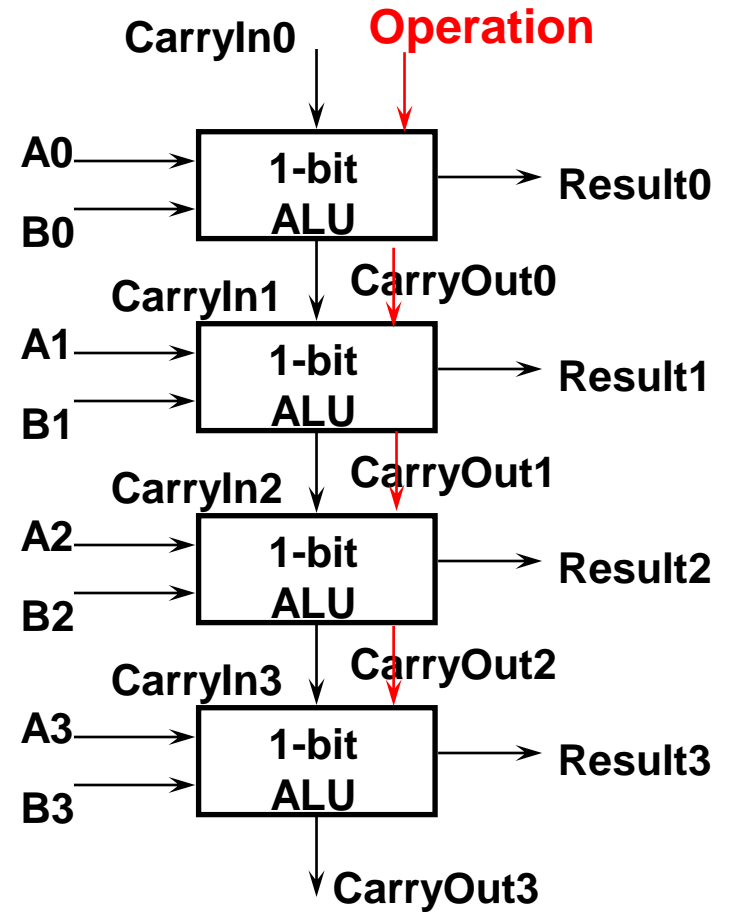 CarryIn0
Operation
A0
1-bit
ALU
B0
Result0
CarryIn1
CarryOut0
A1
1-bit
ALU
B1
Result1
CarryIn2
CarryOut1
A2
1-bit
ALU
B2
Result2
CarryIn3
CarryOut2
A3
1-bit
ALU
B3
Result3
CarryOut3